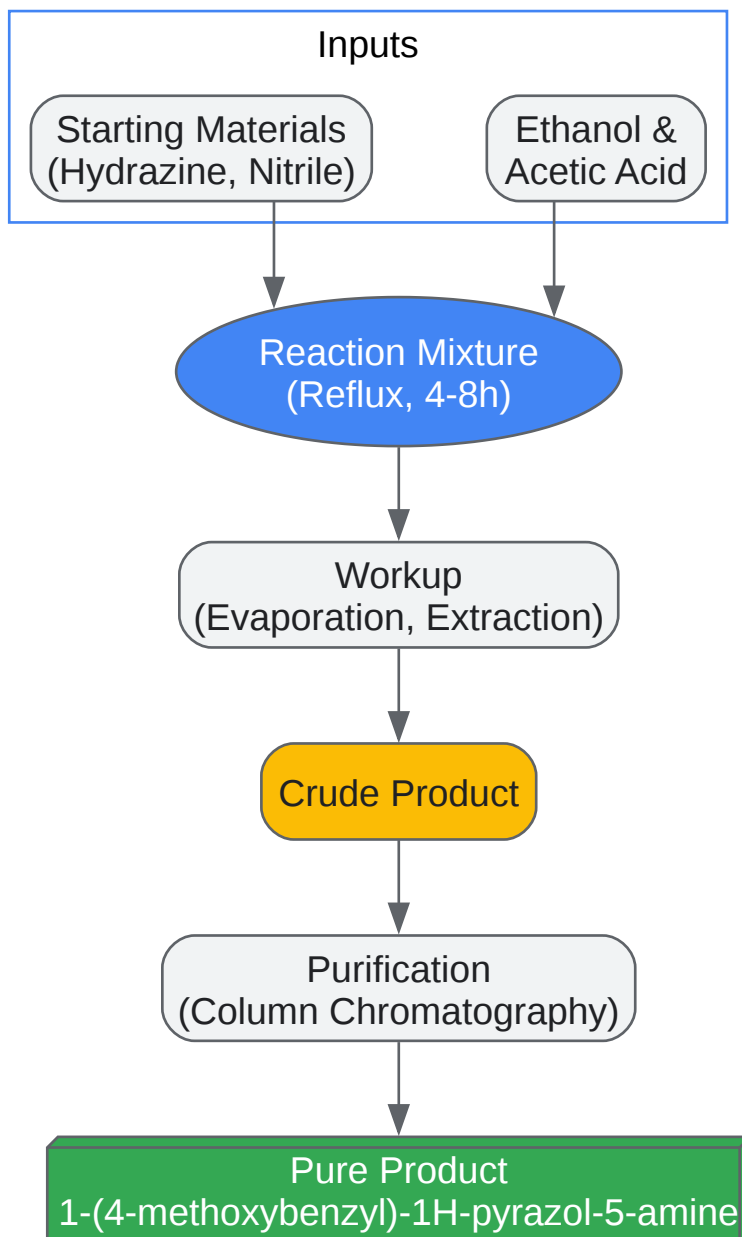 Inputs
Starting Materials
(Hydrazine, Nitrile)
Ethanol &
Acetic Acid
Reaction Mixture
(Reflux, 4-8h)
Workup
(Evaporation, Extraction)
Crude Product
Purification
(Column Chromatography)
Pure Product
1-(4-methoxybenzyl)-1H-pyrazol-5-amine